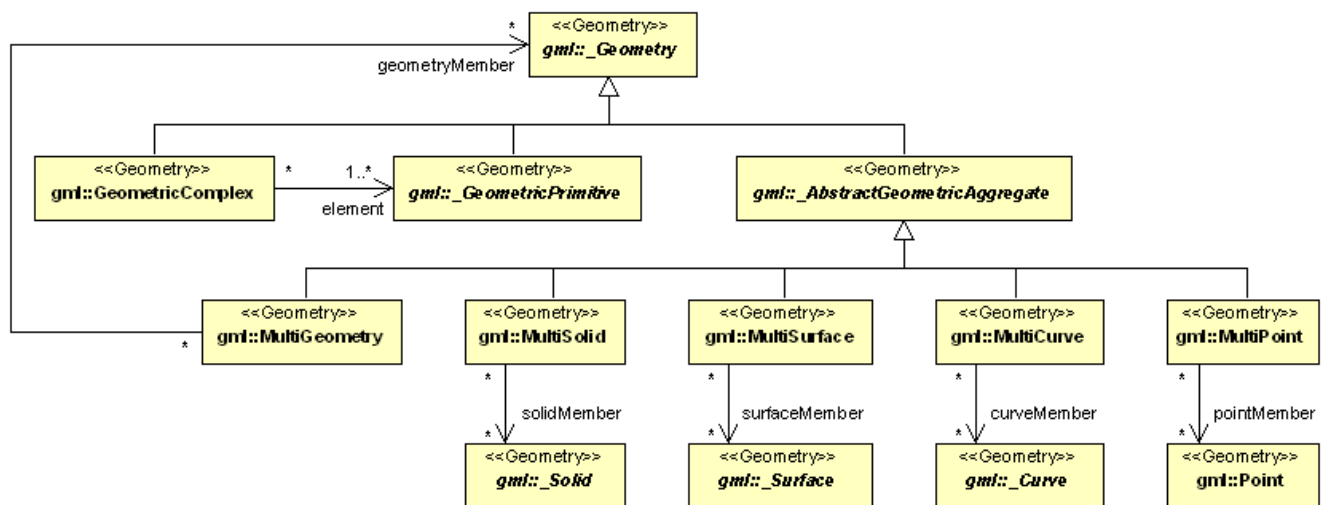 *
<<Geometry>>
gml::_Geometry
geometryMember
<<Geometry>>
gml::GeometricComplex
*
1..*
element
<<Geometry>>
gml::_GeometricPrimitive
<<Geometry>>
gml::_AbstractGeometricAggregate
*
<<Geometry>>
gml::MultiGeometry
<<Geometry>>
gml::MultiSolid
<<Geometry>>
gml::MultiSurface
<<Geometry>>
gml::MultiCurve
<<Geometry>>
gml::MultiPoint
*
solidMember
*
*
surfaceMember
*
*
curveMember
*
*
pointMember
*
<<Geometry>>
gml::_Solid
<<Geometry>>
gml::_Surface
<<Geometry>>
gml::_Curve
<<Geometry>>
gml::Point